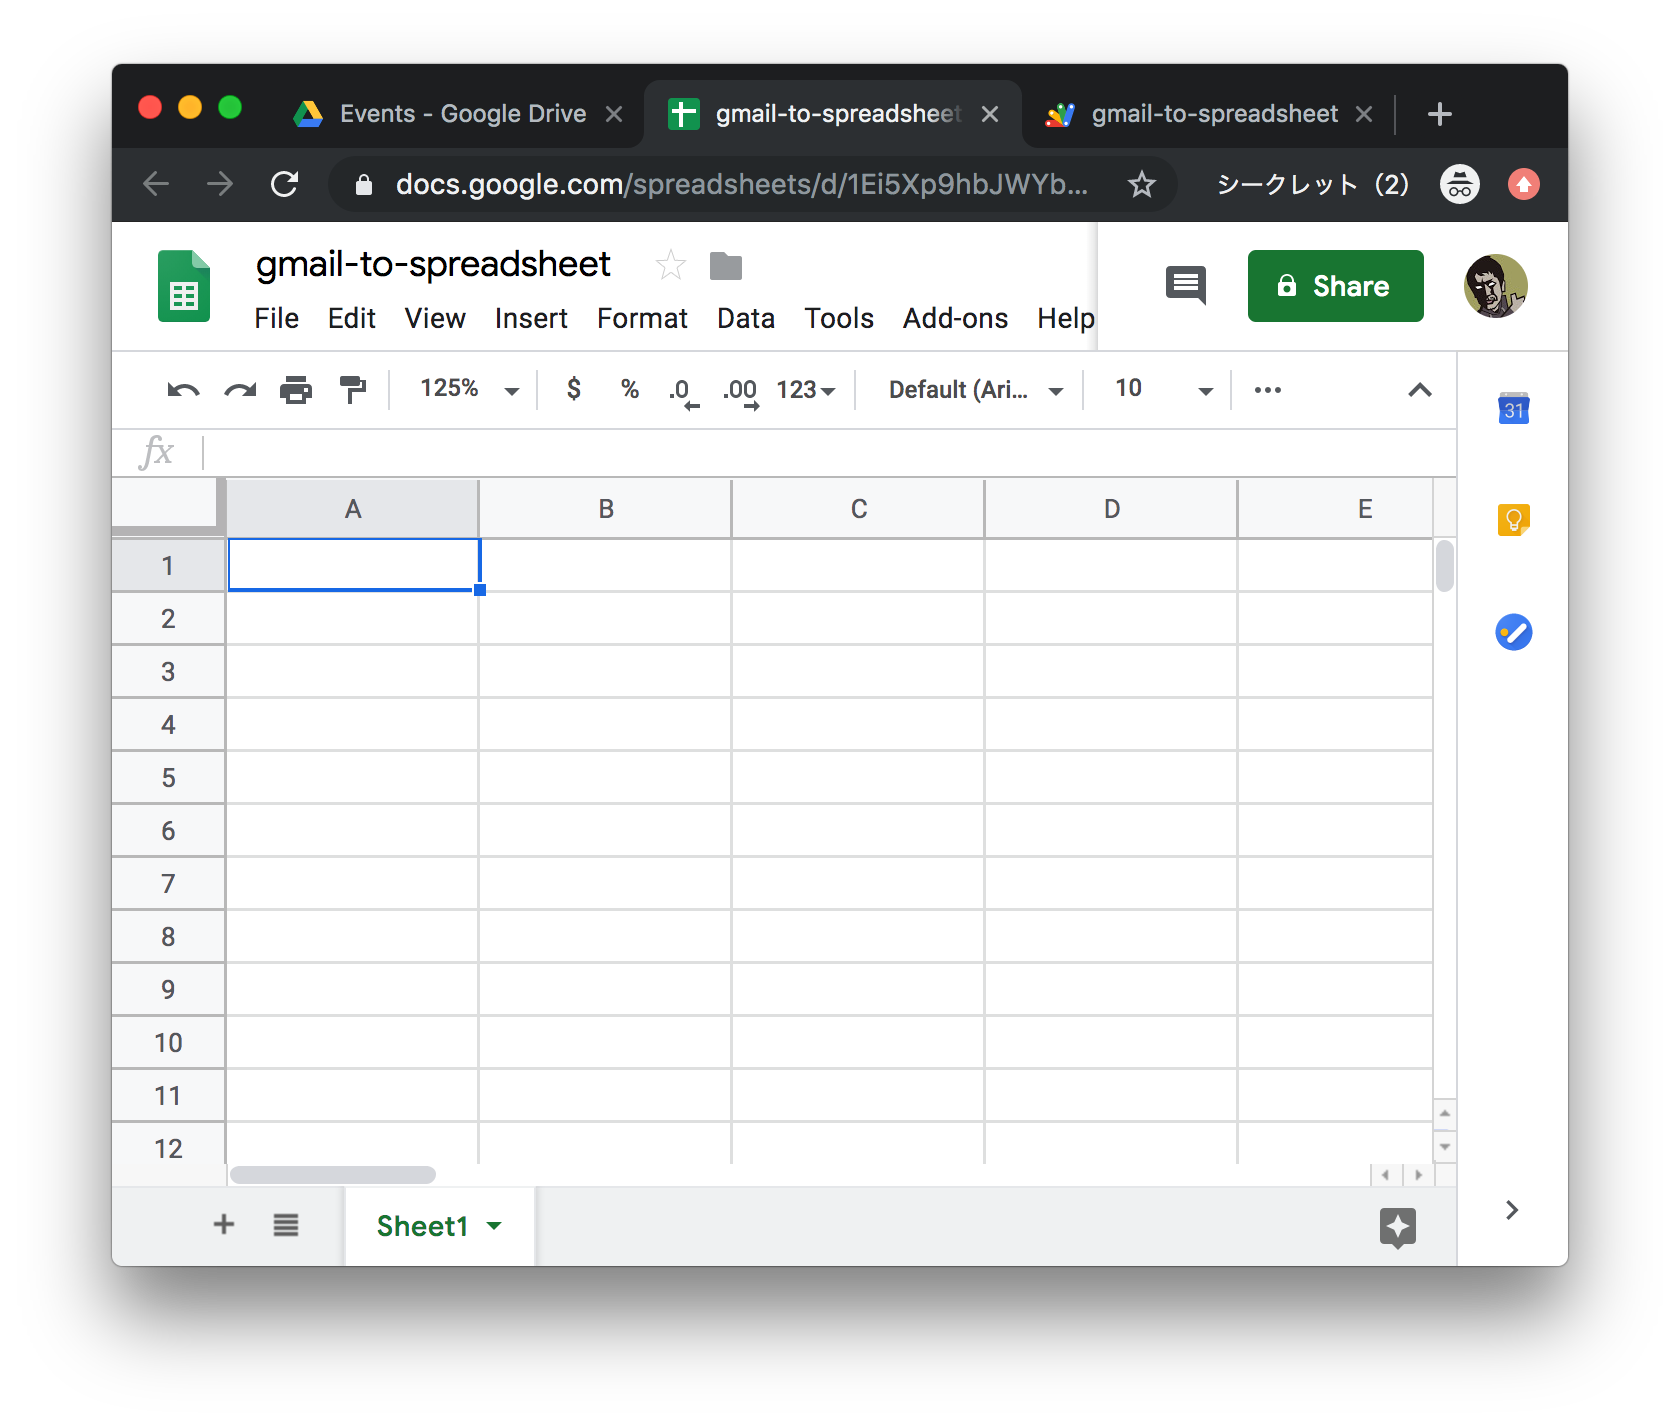 Events - Google Drive gmail-to-spreadsheet gmail-to-spreadsheet
docs.google.com/spreadsheets/d/1Ei5Xp9hbJWYb... シークレット（2）
gmail-to-spreadsheet
File Edit View Insert Format Data Tools Add-ons Help
Share
125% $ % .0 .00 123 Default (Ari... 10
31
fx
A B C D E
1
2
3
4
5
6
7
8
9
10
11
12
Sheet1